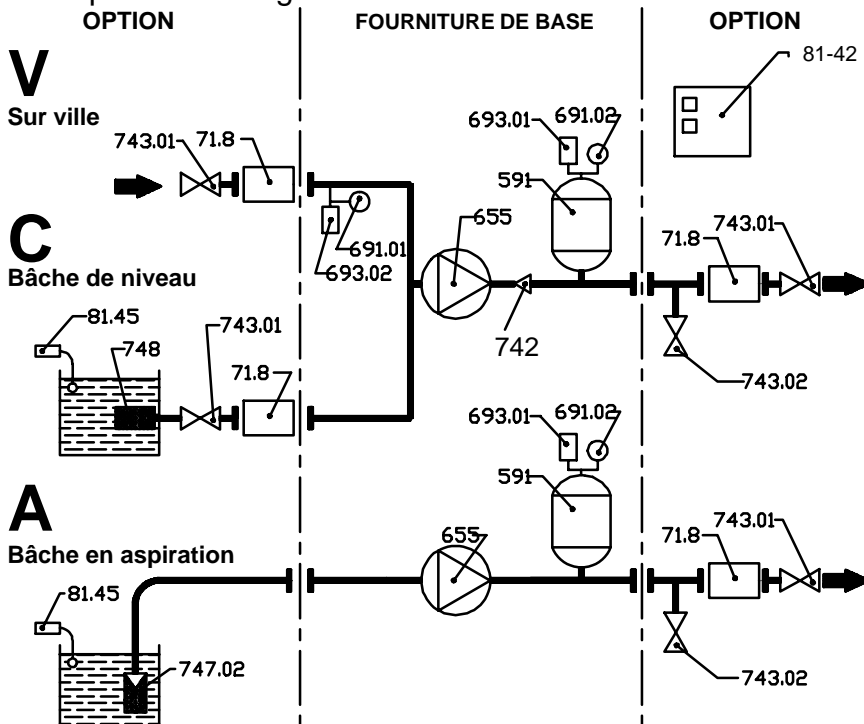 OPTION
FOURNITURE DE BASE
OPTION
81-42
V
Sur ville
743.01
71.8
693.01
691.02
591
655
691.01
693.02
742
71.8
743.01
743.02
C
Bâche de niveau
81.45
748
743.01
71.8
693.01
691.02
591
655
71.8
743.01
743.02
A
Bâche en aspiration
81.45
747.02